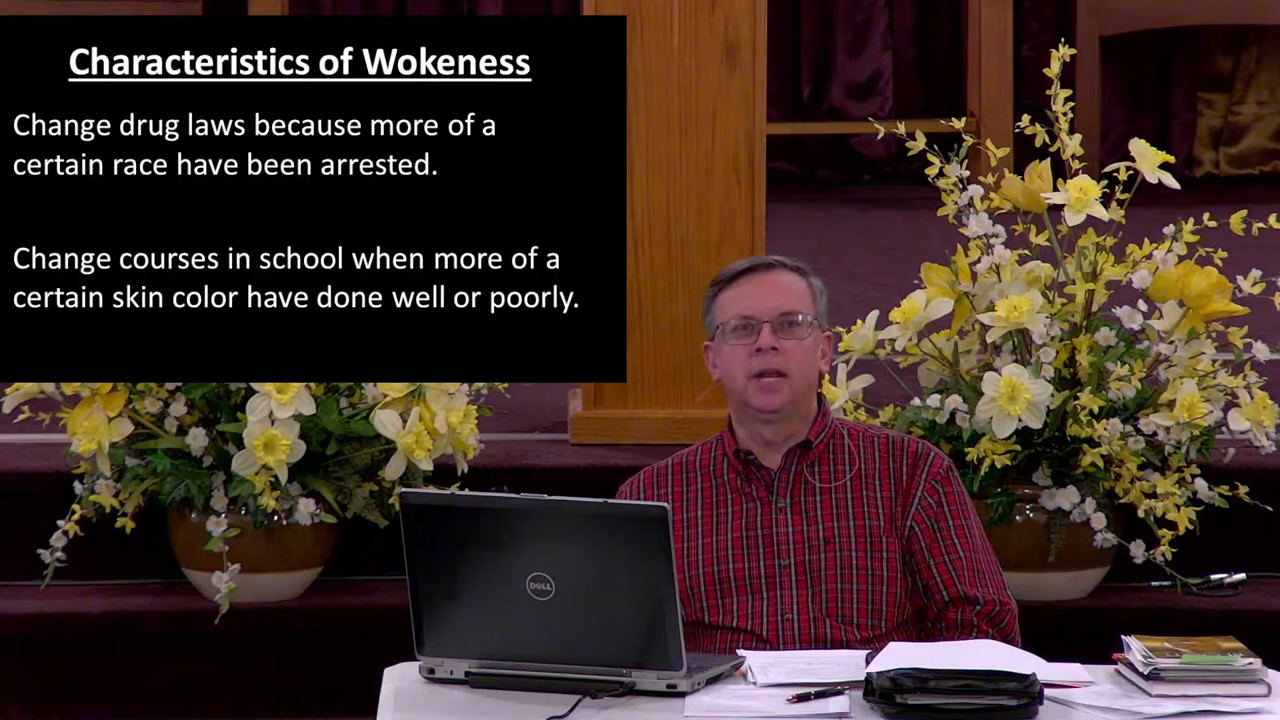 Characteristics of Wokeness
Change drug laws because more of a
certain race have been arrested.
Change courses in school when more of a
certain skin color have done well or poorly.
DELL